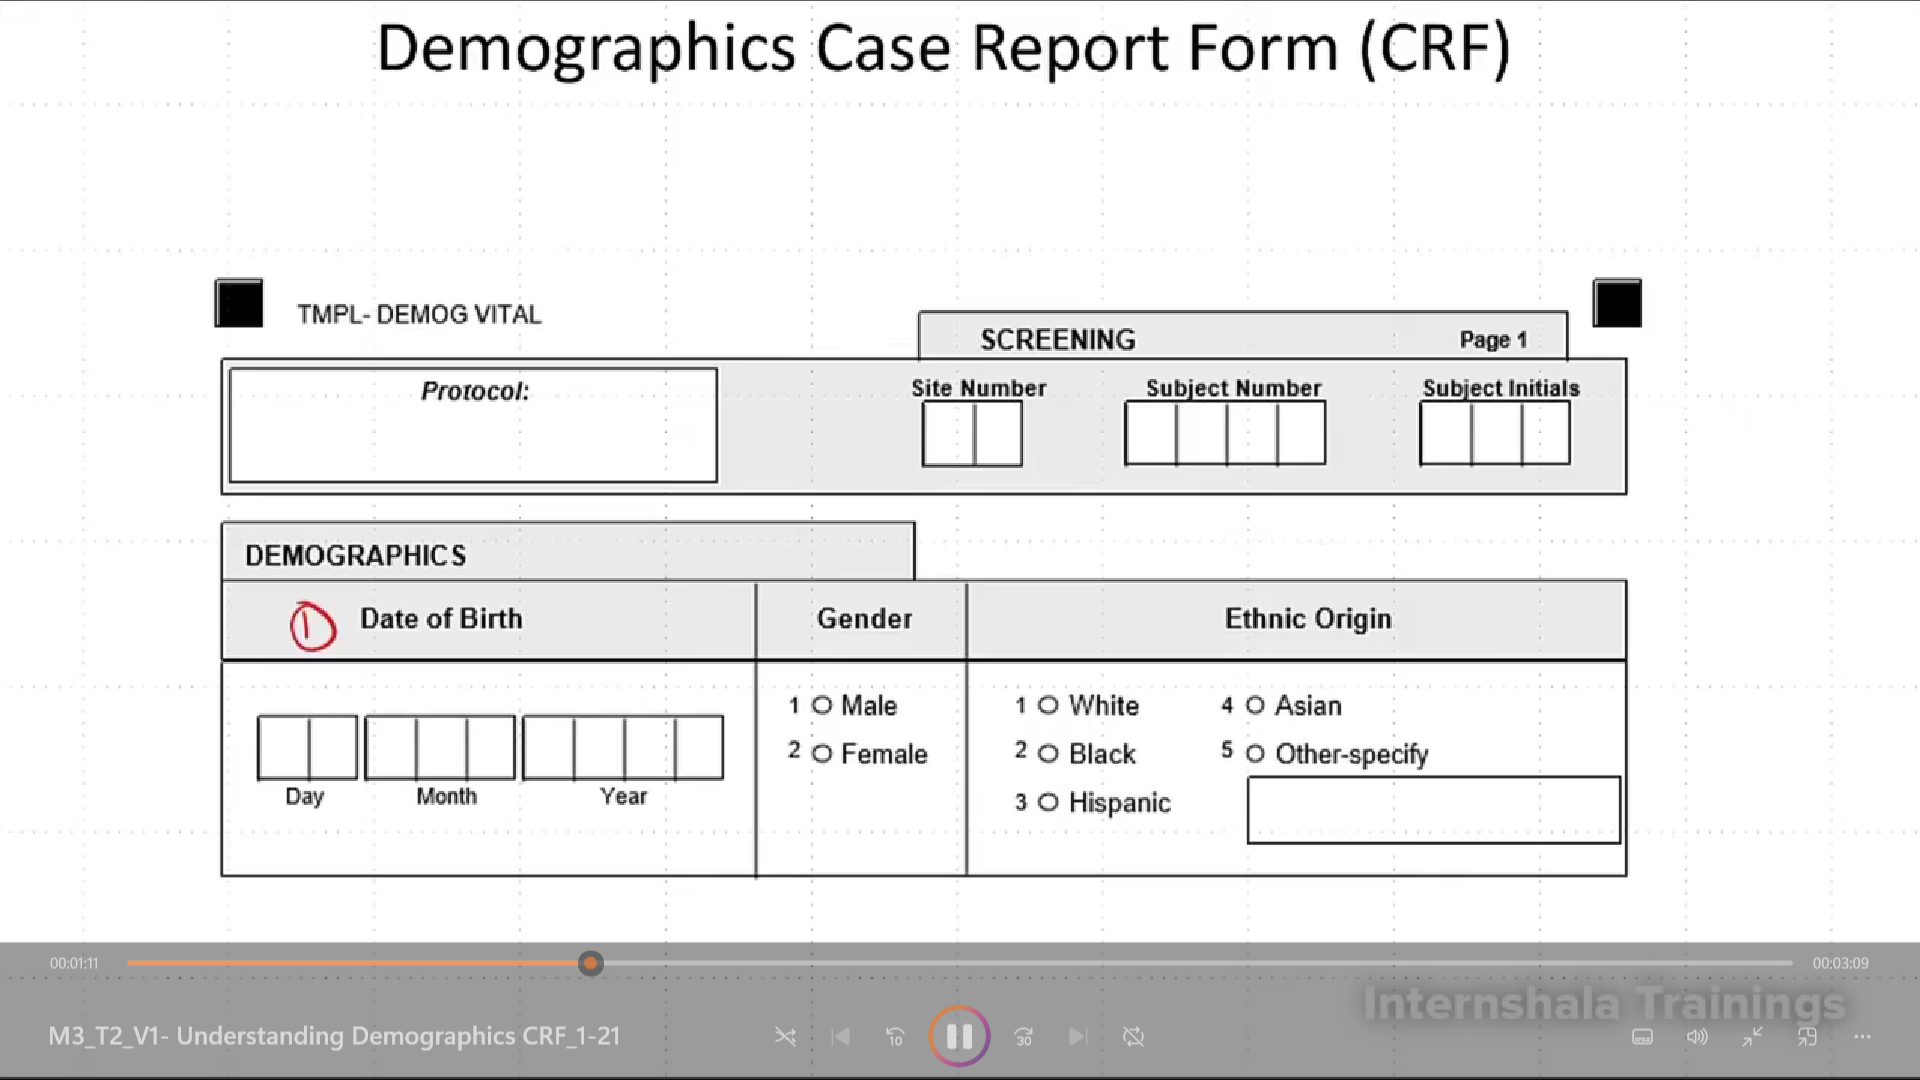 Demographics Case Report Form (CRF)
TMPL- DEMOG VITAL
SCREENING Page 1
Protocol:
Site Number Subject Number Subject Initials
DEMOGRAPHICS
1 Date of Birth Gender Ethnic Origin
1 Male 1 White 4 Asian
2 Female 2 Black 5 Other-specify
3 Hispanic
Day Month Year
00:01:11 00:03:09
Internshala Trainings
M3_T2_V1- Understanding Demographics CRF_1-21 10 30